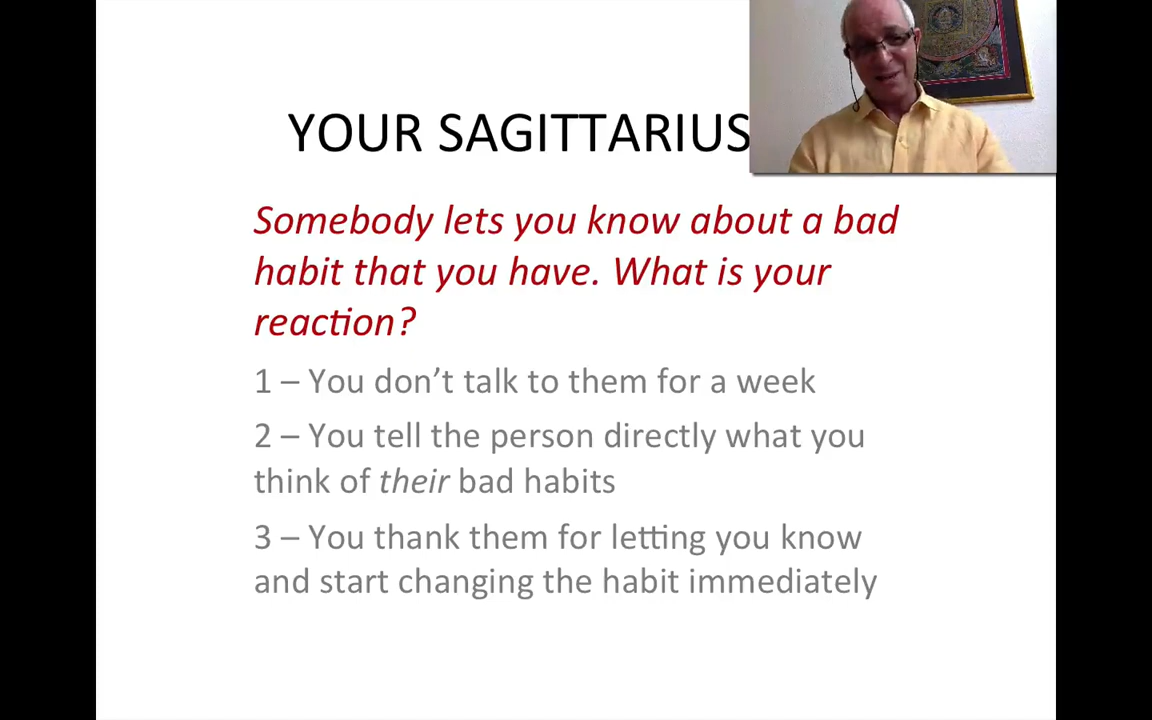 YOUR SAGITTARIUS
Somebody lets you know about a bad
habit that you have. What is your
reaction?
1 – You don’t talk to them for a week
2 – You tell the person directly what you
think of their bad habits
3 – You thank them for letting you know
and start changing the habit immediately